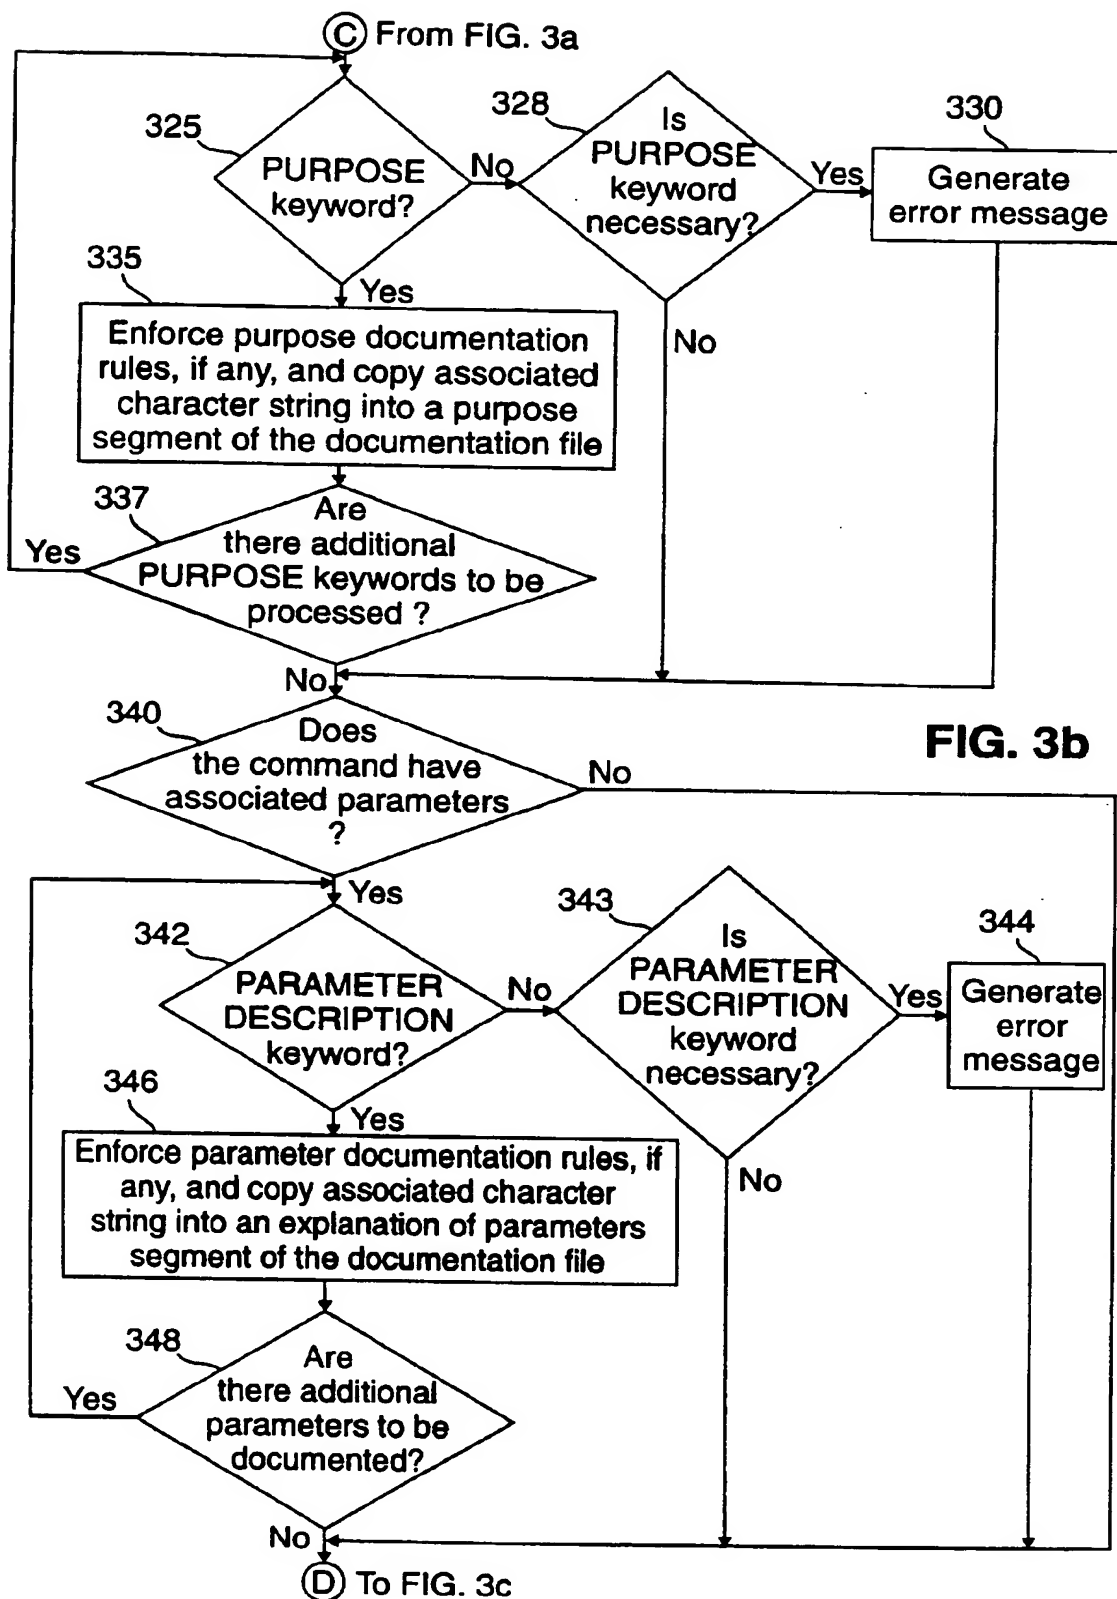 C From FIG. 3a
325
PURPOSE
keyword?
No
328
Is
PURPOSE
keyword
necessary?
Yes
330
Generate
error message
335
Yes
No
Enforce purpose documentation
rules, if any, and copy associated
character string into a purpose
segment of the documentation file
337
Are
there additional
PURPOSE keywords to be
processed ?
Yes
No
340
Does
the command have
associated parameters
?
No
FIG. 3b
Yes
342
PARAMETER
DESCRIPTION
keyword?
No
343
Is
PARAMETER
DESCRIPTION
keyword
necessary?
Yes
344
Generate
error
message
346
Yes
No
Enforce parameter documentation rules, if
any, and copy associated character
string into an explanation of parameters
segment of the documentation file
348
Are
there additional
parameters to be
documented?
Yes
No
D To FIG. 3c